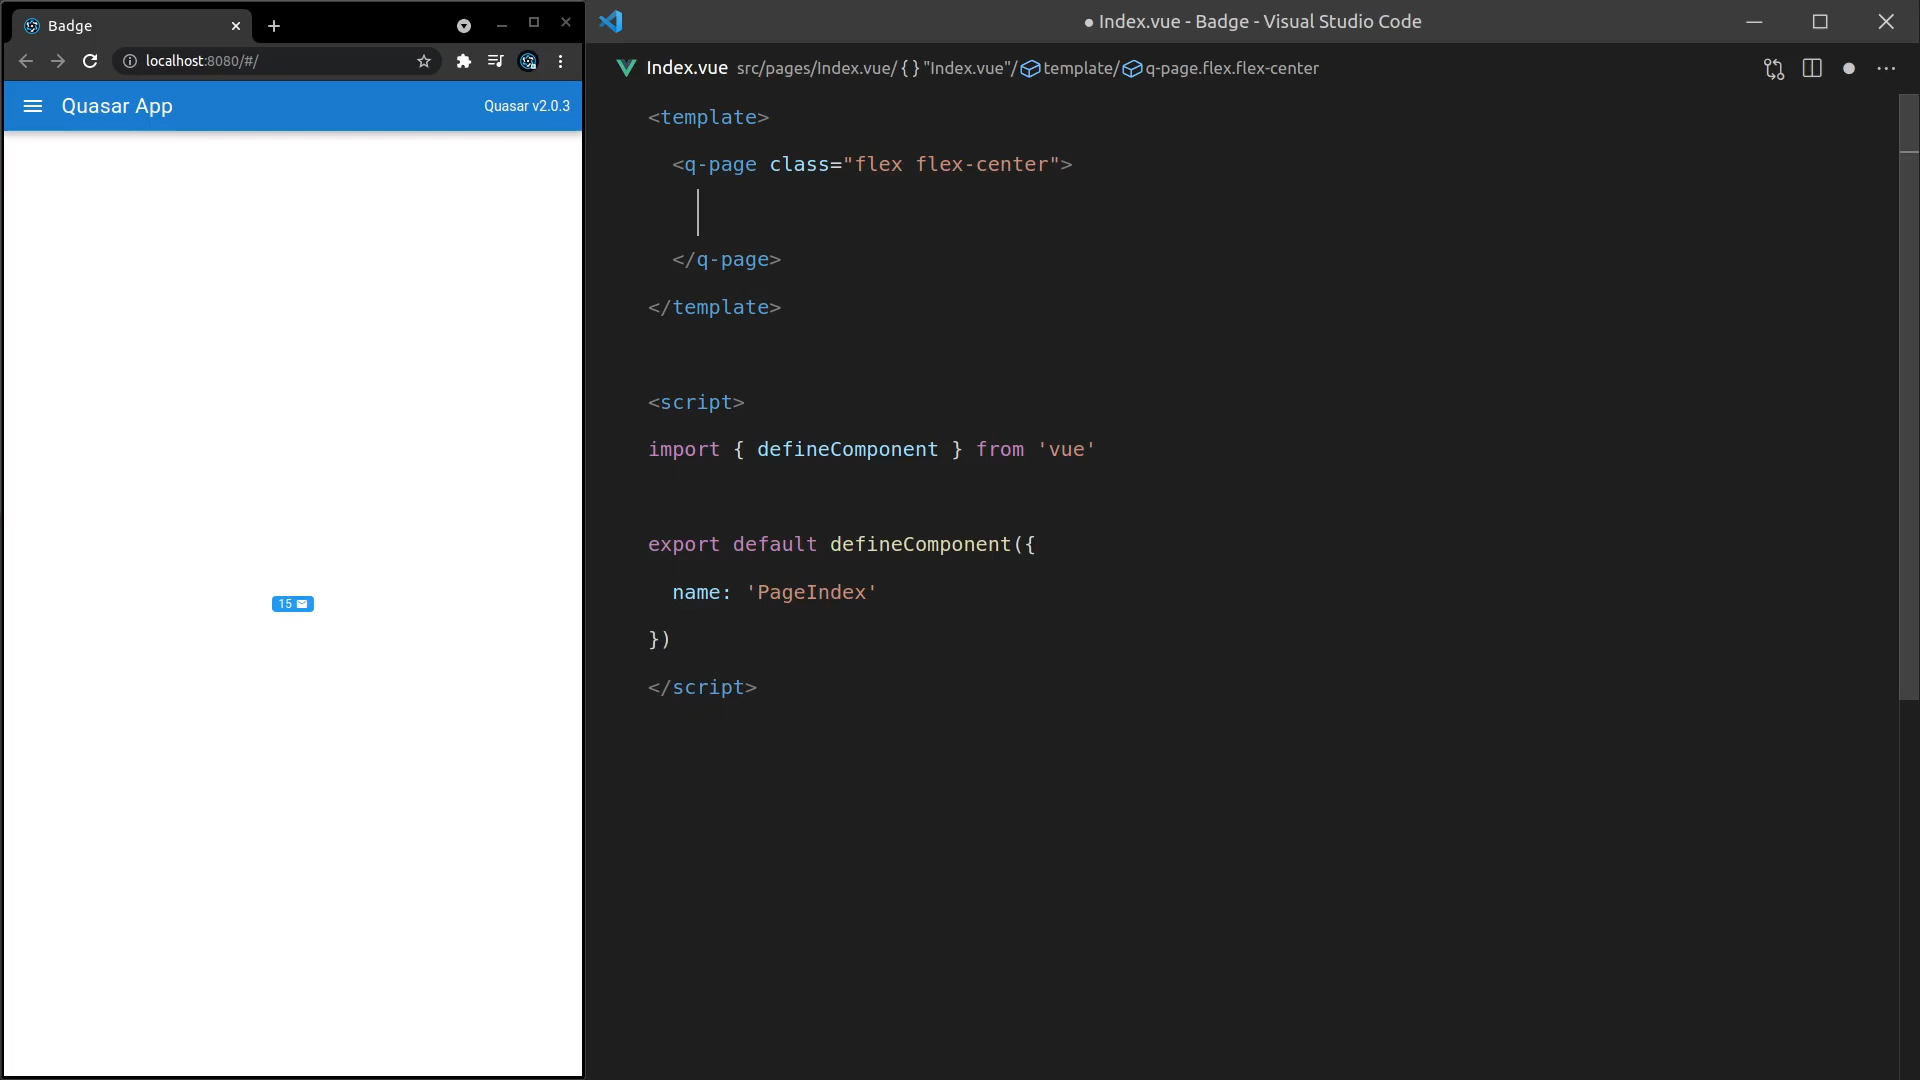 Badge
localhost:8080/#/
Quasar App
Quasar v2.0.3
15
● Index.vue - Badge - Visual Studio Code
Index.vue src/pages/Index.vue/ { } "Index.vue"/ template/ q-page.flex.flex-center
<template>
<q-page class="flex flex-center">
</q-page>
</template>
<script>
import { defineComponent } from 'vue'
export default defineComponent({
name: 'PageIndex'
})
</script>